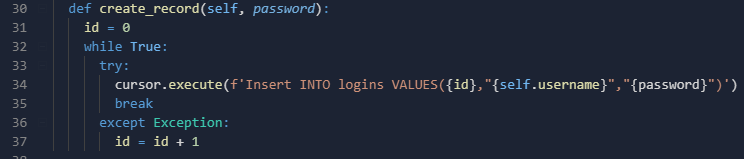 30 def create_record(self, password):
31 id = 0
32 while True:
33 try:
34 cursor.execute(f'Insert INTO logins VALUES({id},"{self.username}","{password}")')
35 break
36 except Exception:
37 id = id + 1